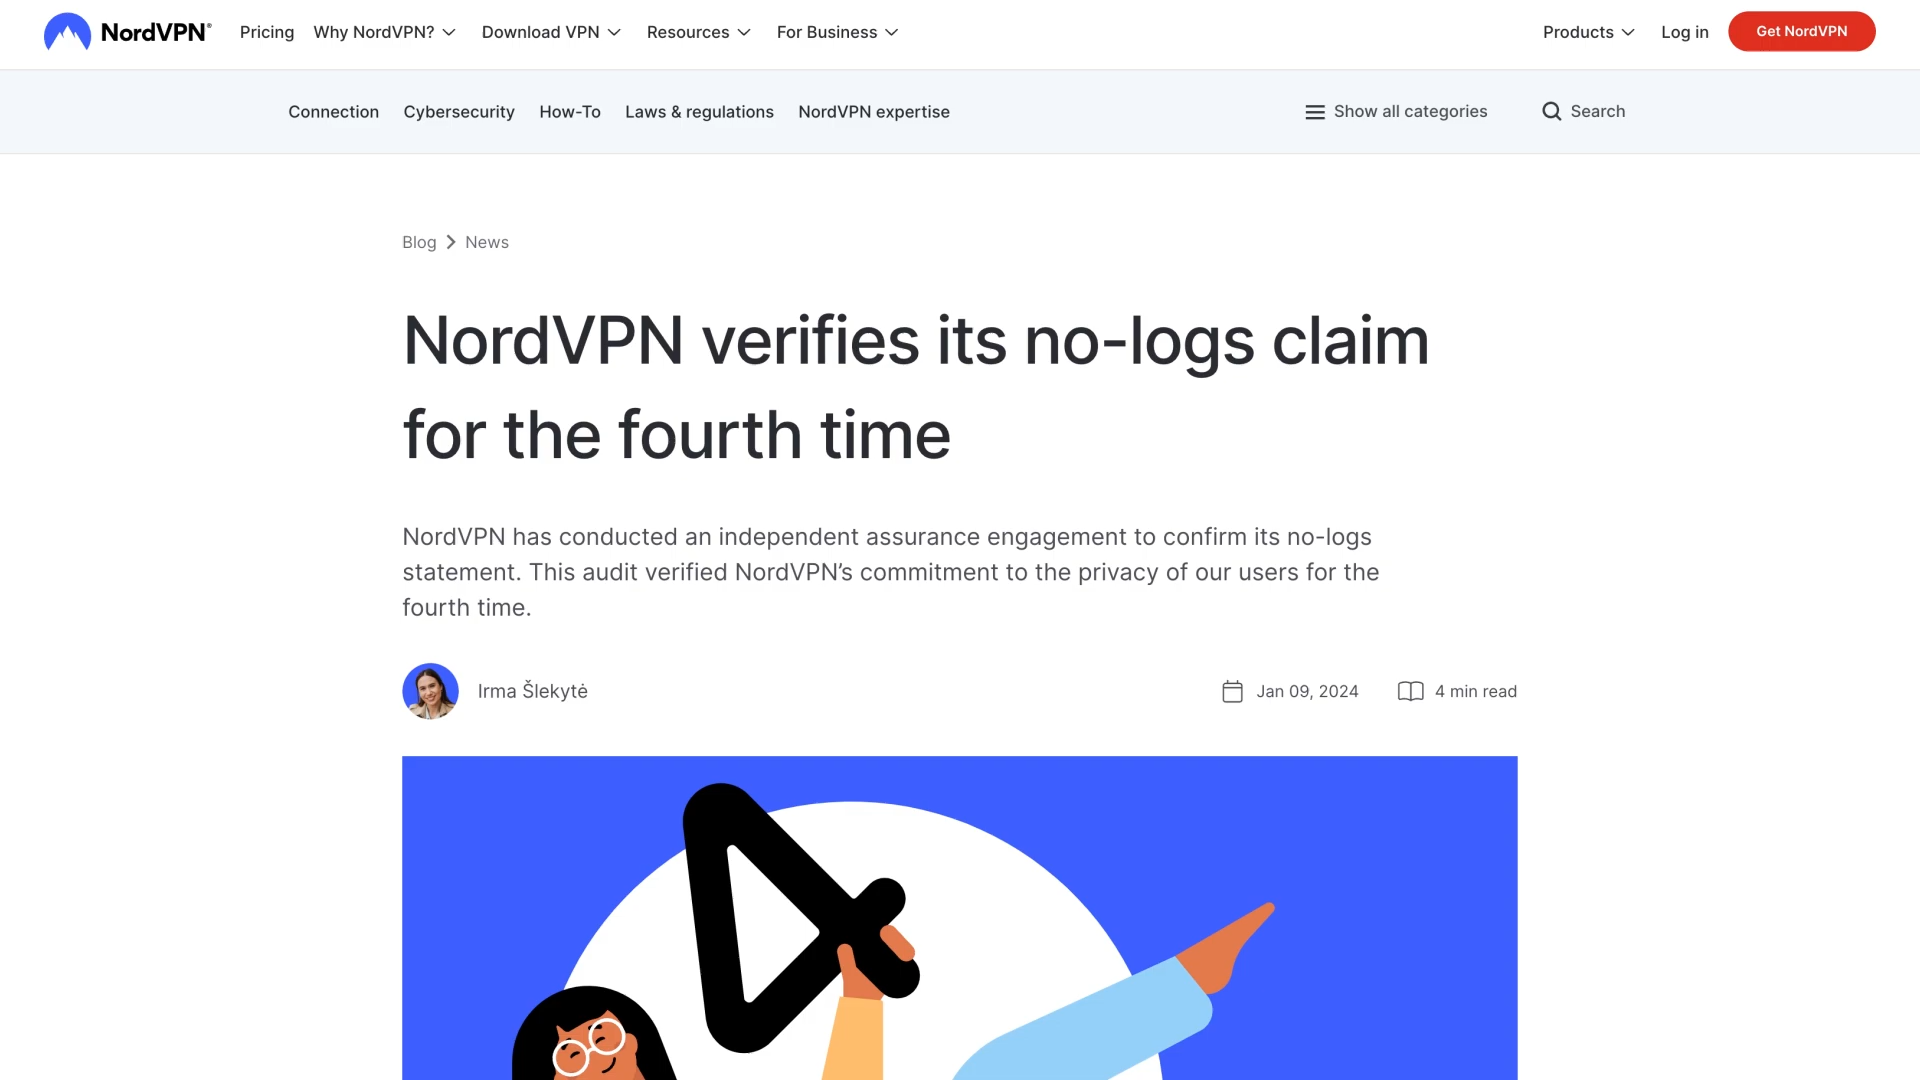 NordVPN®
Pricing
Why NordVPN?
Download VPN
Resources
For Business
Products
Log in
Get NordVPN
Connection
Cybersecurity
How-To
Laws & regulations
NordVPN expertise
Show all categories
Search
Blog
News
NordVPN verifies its no-logs claim
for the fourth time
NordVPN has conducted an independent assurance engagement to confirm its no-logs
statement. This audit verified NordVPN’s commitment to the privacy of our users for the
fourth time.
Irma Šlekytė
Jan 09, 2024
4 min read
4